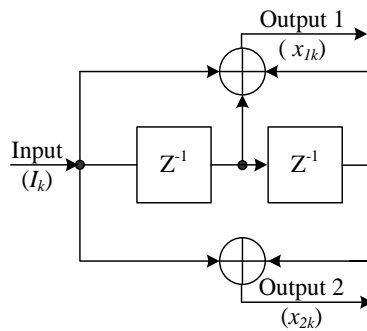 Output 1
(x₁ₖ)
Input
(Iₖ)
Z⁻¹
Z⁻¹
Output 2
(x₂ₖ)